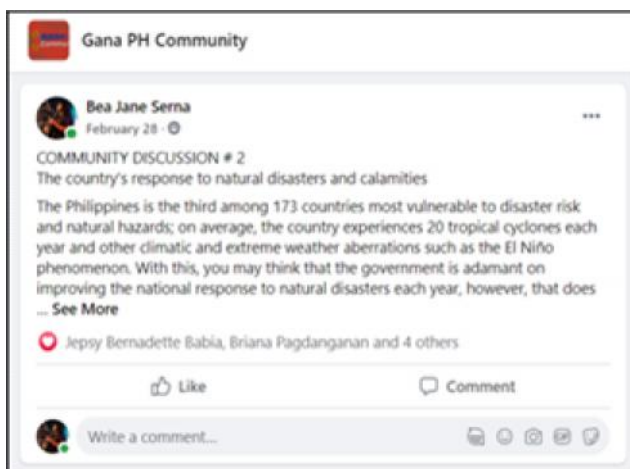 Gana PH Community
Bea Jane Serna
February 28 ·
COMMUNITY DISCUSSION # 2
The country's response to natural disasters and calamities
The Philippines is the third among 173 countries most vulnerable to disaster risk
and natural hazards; on average, the country experiences 20 tropical cyclones each
year and other climatic and extreme weather aberrations such as the El Niño
phenomenon. With this, you may think that the government is adamant on
improving the national response to natural disasters each year, however, that does
... See More
Jepsy Bernadette Babia, Briana Pagdanganan and 4 others
Like
Comment
Write a comment...